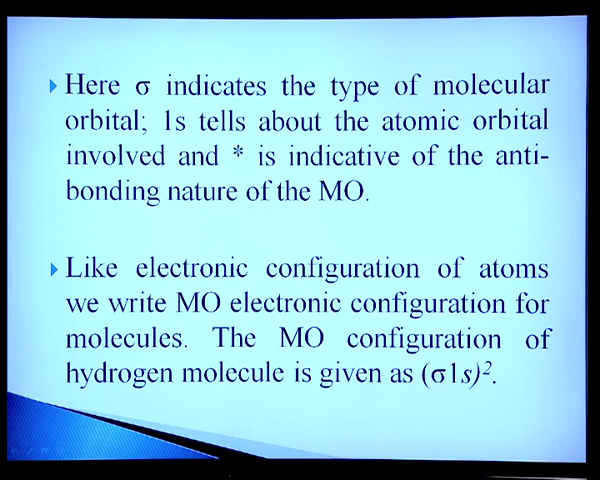 Here σ indicates the type of molecular
orbital; 1s tells about the atomic orbital
involved and * is indicative of the anti-
bonding nature of the MO.
Like electronic configuration of atoms
we write MO electronic configuration for
molecules. The MO configuration of
hydrogen molecule is given as (σ1s)².